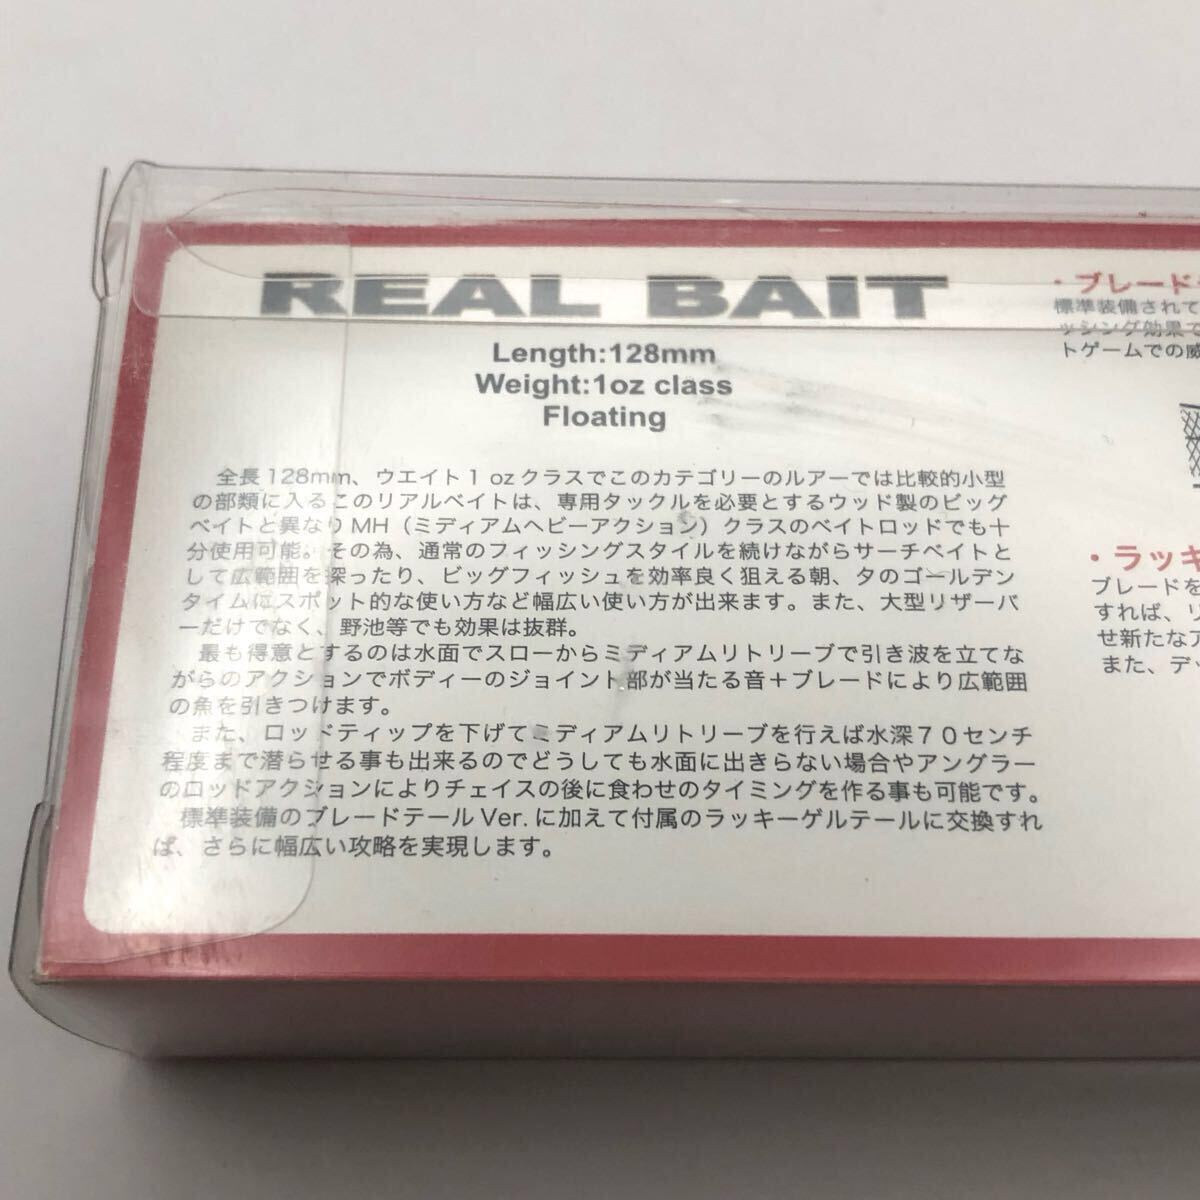 REAL BAIT
Length:128mm
Weight:1oz class
Floating
全長128mm、ウエイト1ozクラスでこのカテゴリーのルアーでは比較的小型
の部類に入るこのリアルベイトは、専用タックルを必要とするウッド製のビッグ
ベイトと異なりMH（ミディアムヘビーアクション）クラスのベイトロッドでも十
分使用可能。その為、通常のフィッシングスタイルを続けながらサーチベイトと
して広範囲を探ったり、ビッグフィッシュを効率良く狙える朝、夕のゴールデン
タイムにスポット的な使い方など幅広い使い方が出来ます。また、大型リザーバ
ーだけでなく、野池等でも効果は抜群。
最も得意とするのは水面でスローからミディアムリトリーブで引き波を立てな
がらのアクションでボディーのジョイント部が当たる音＋ブレードにより広範囲
の魚を引きつけます。
また、ロッドティップを下げてミディアムリトリーブを行えば水深70センチ
程度まで潜らせる事も出来るのでどうしても水面に出きらない場合やアングラー
のロッドアクションによりチェイスの後に食わせのタイミングを作る事も可能です。
標準装備のブレードテールVer.に加えて付属のラッキーゲルテールに交換すれ
ば、さらに幅広い攻略を実現します。
・ブレード
標準装備されて
ッシング効果で
トゲームでの威
・ラッキ
ブレードを
すれば、リ
せ新たなア
また、デッ